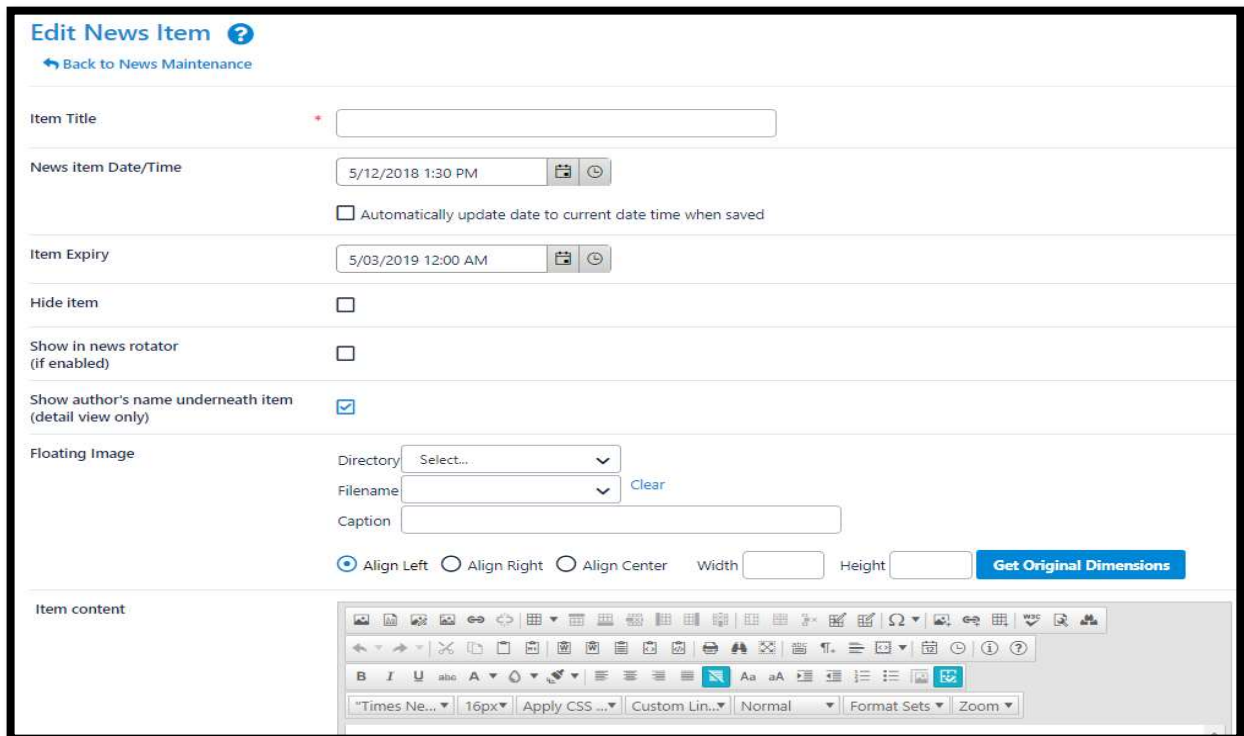 Edit News Item ?
Back to News Maintenance
Item Title *
News item Date/Time 5/12/2018 1:30 PM
Automatically update date to current date time when saved
Item Expiry 5/03/2019 12:00 AM
Hide item
Show in news rotator
(if enabled)
Show author's name underneath item
(detail view only)
Floating Image
Directory Select...
Filename Clear
Caption
Align Left Align Right Align Center Width Height Get Original Dimensions
Item content
W3C
12
B I U abc A Aa aA
"Times Ne... 16px Apply CSS ... Custom Lin... Normal Format Sets Zoom